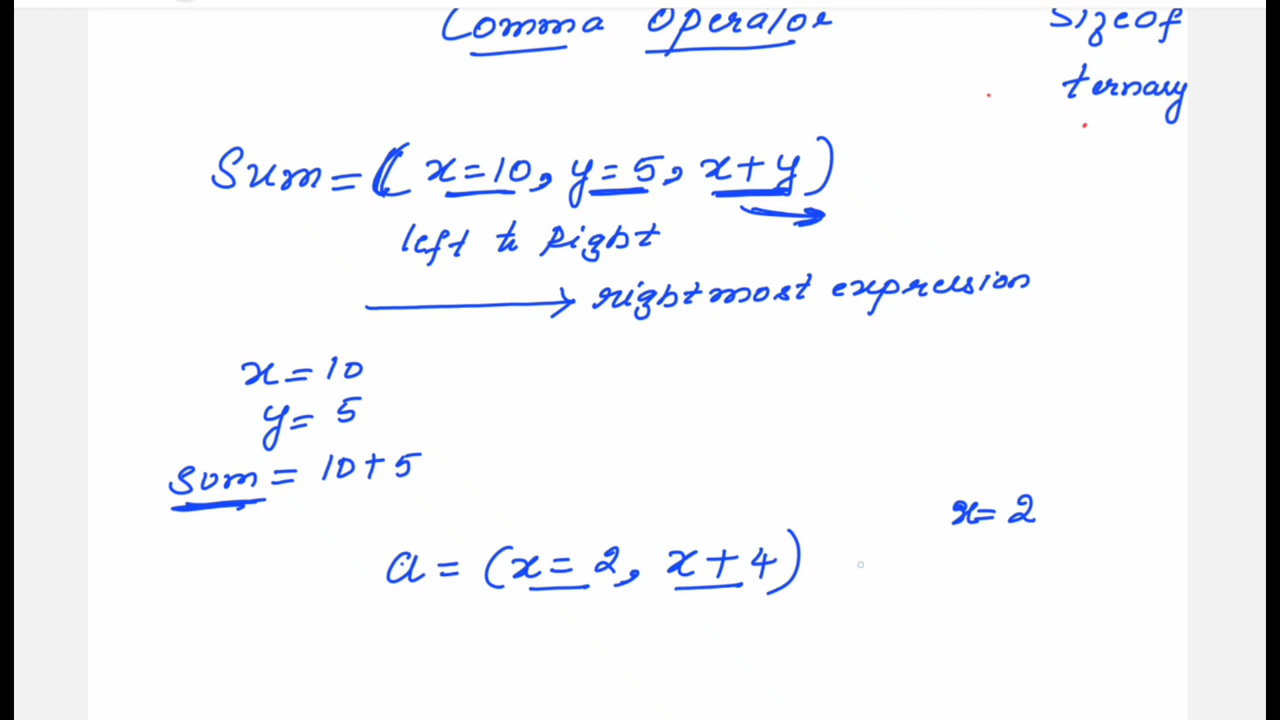 Comma Operator
Sizeof
ternary
Sum=( x=10, y=5, x+y)
left to Right
rightmost expression
x=10
y= 5
Sum= 10+5
x= 2
a= (x= 2, x+4)